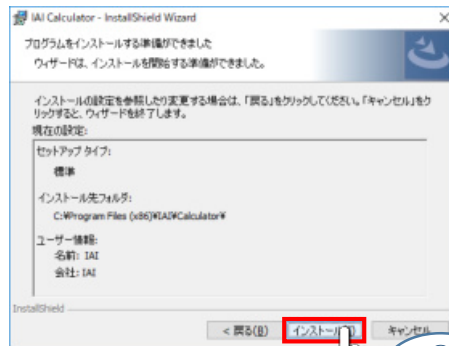 IAI Calculator - InstallShield Wizard
プログラムをインストールする準備ができました
ウィザードは、インストールを開始する準備ができました。
インストールの設定を参照したり変更する場合は、「戻る」をクリックしてください。「キャンセル」をク
リックすると、ウィザードを終了します。
現在の設定:
セットアップ タイプ:
標準
インストール先フォルダ:
C:¥Program Files (x86)¥IAI¥Calculator¥
ユーザー情報:
名前: IAI
会社: IAI
InstallShield
< 戻る(B)
インストール
キャンセル